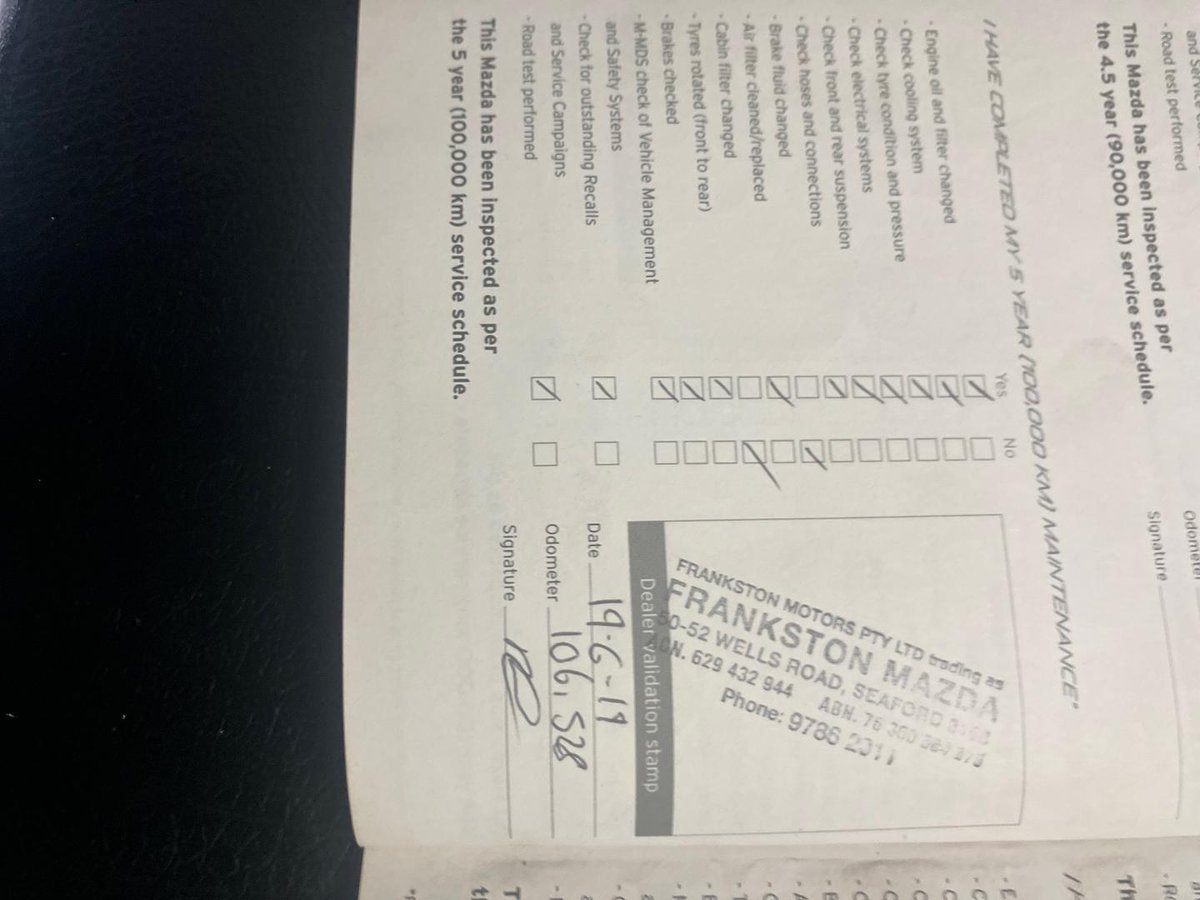 and
Road test performed
This Mazda has been inspected as per
the 4.5 year (90,000 km) service schedule.
Odometer
Signature
I HAVE COMPLETED MY 5 YEAR (100,000 KM) MAINTENANCE*
Yes No
- Engine oil and filter changed
- Check cooling system
- Check tyre condition and pressure
- Check electrical systems
- Check front and rear suspension
- Check hoses and connections
- Brake fluid changed
- Air filter cleaned/replaced
- Cabin filter changed
- Tyres rotated (front to rear)
- Brakes checked
- M-MDS check of Vehicle Management
and Safety Systems
- Check for outstanding Recalls
and Service Campaigns
- Road test performed
This Mazda has been inspected as per
the 5 year (100,000 km) service schedule.
FRANKSTON MOTORS PTY LTD trading as
FRANKSTON MAZDA
50-52 WELLS ROAD, SEAFORD
ACN. 629 432 944 ABN.
Phone: 9786
Dealer validation stamp
Date 19-6-19
Odometer 106,528
Signature